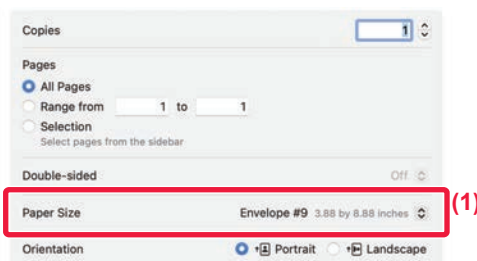 Copies 1
Pages
All Pages
Range from 1 to 1
Selection
Select pages from the sidebar
Double-sided Off
Paper Size Envelope #9 3.88 by 8.88 inches (1)
Orientation Portrait Landscape